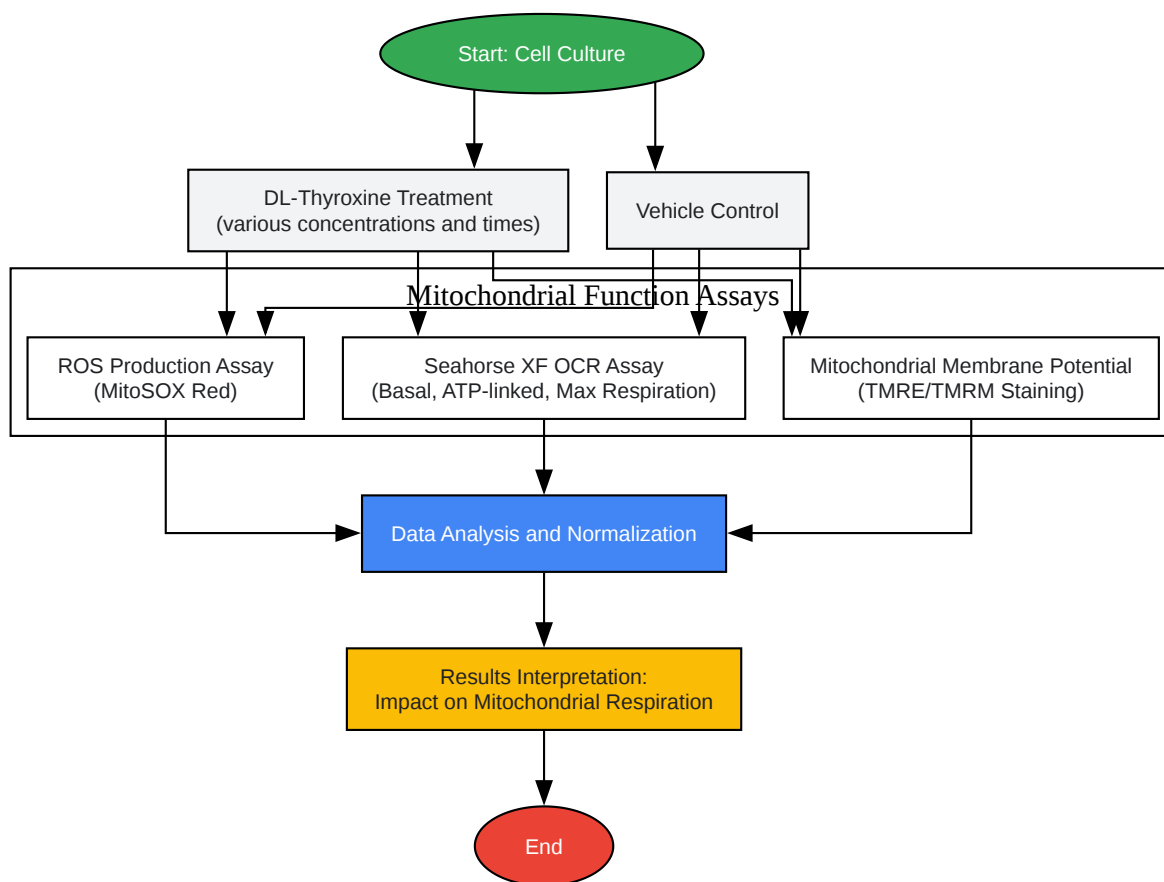 Start: Cell Culture
DL-Thyroxine Treatment
(various concentrations and times)
Vehicle Control
Mitochondrial Function Assays
ROS Production Assay
(MitoSOX Red)
Seahorse XF OCR Assay
(Basal, ATP-linked, Max Respiration)
Mitochondrial Membrane Potential
(TMRE/TMRM Staining)
Data Analysis and Normalization
Results Interpretation:
Impact on Mitochondrial Respiration
End